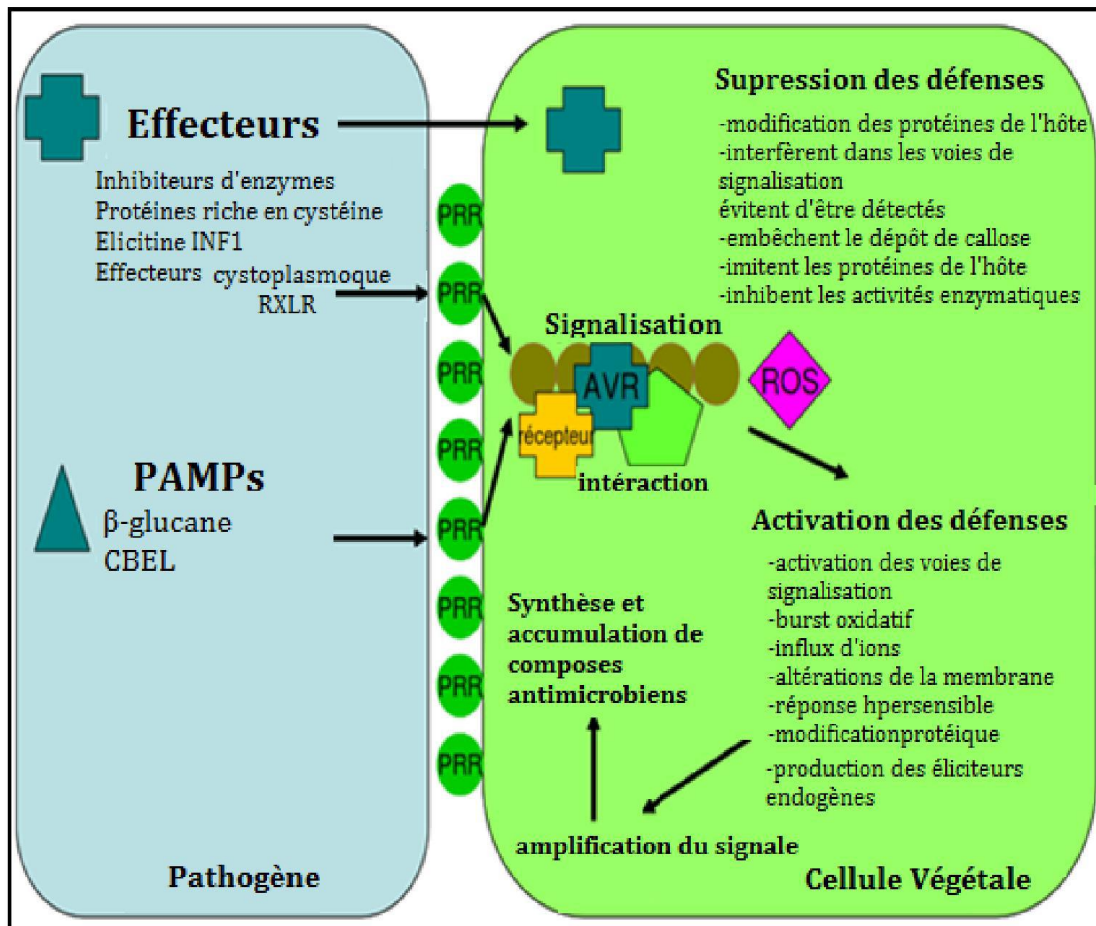 Effecteurs
Inhibiteurs d'enzymes
Protéines riche en cystéine
Elicitine INF1
Effecteurs cystoplasmoque
RXLR
PAMPs
β-glucane
CBEL
Pathogène
PRR
PRR
PRR
PRR
PRR
PRR
PRR
PRR
Supression des défenses
-modification des protéines de l'hôte
-interfèrent dans les voies de
signalisation
évitent d'être détectés
-embêchent le dépôt de callose
-imitent les protéines de l'hôte
-inhibent les activités enzymatiques
Signalisation
AVR
récepteur
ROS
intéraction
Activation des défenses
-activation des voies de
signalisation
-burst oxidatif
-influx d'ions
-altérations de la membrane
-réponse hpersensible
-modificationprotéique
-production des éliciteurs
endogènes
Synthèse et
accumulation de
composes
antimicrobiens
amplification du signale
Cellule Végétale